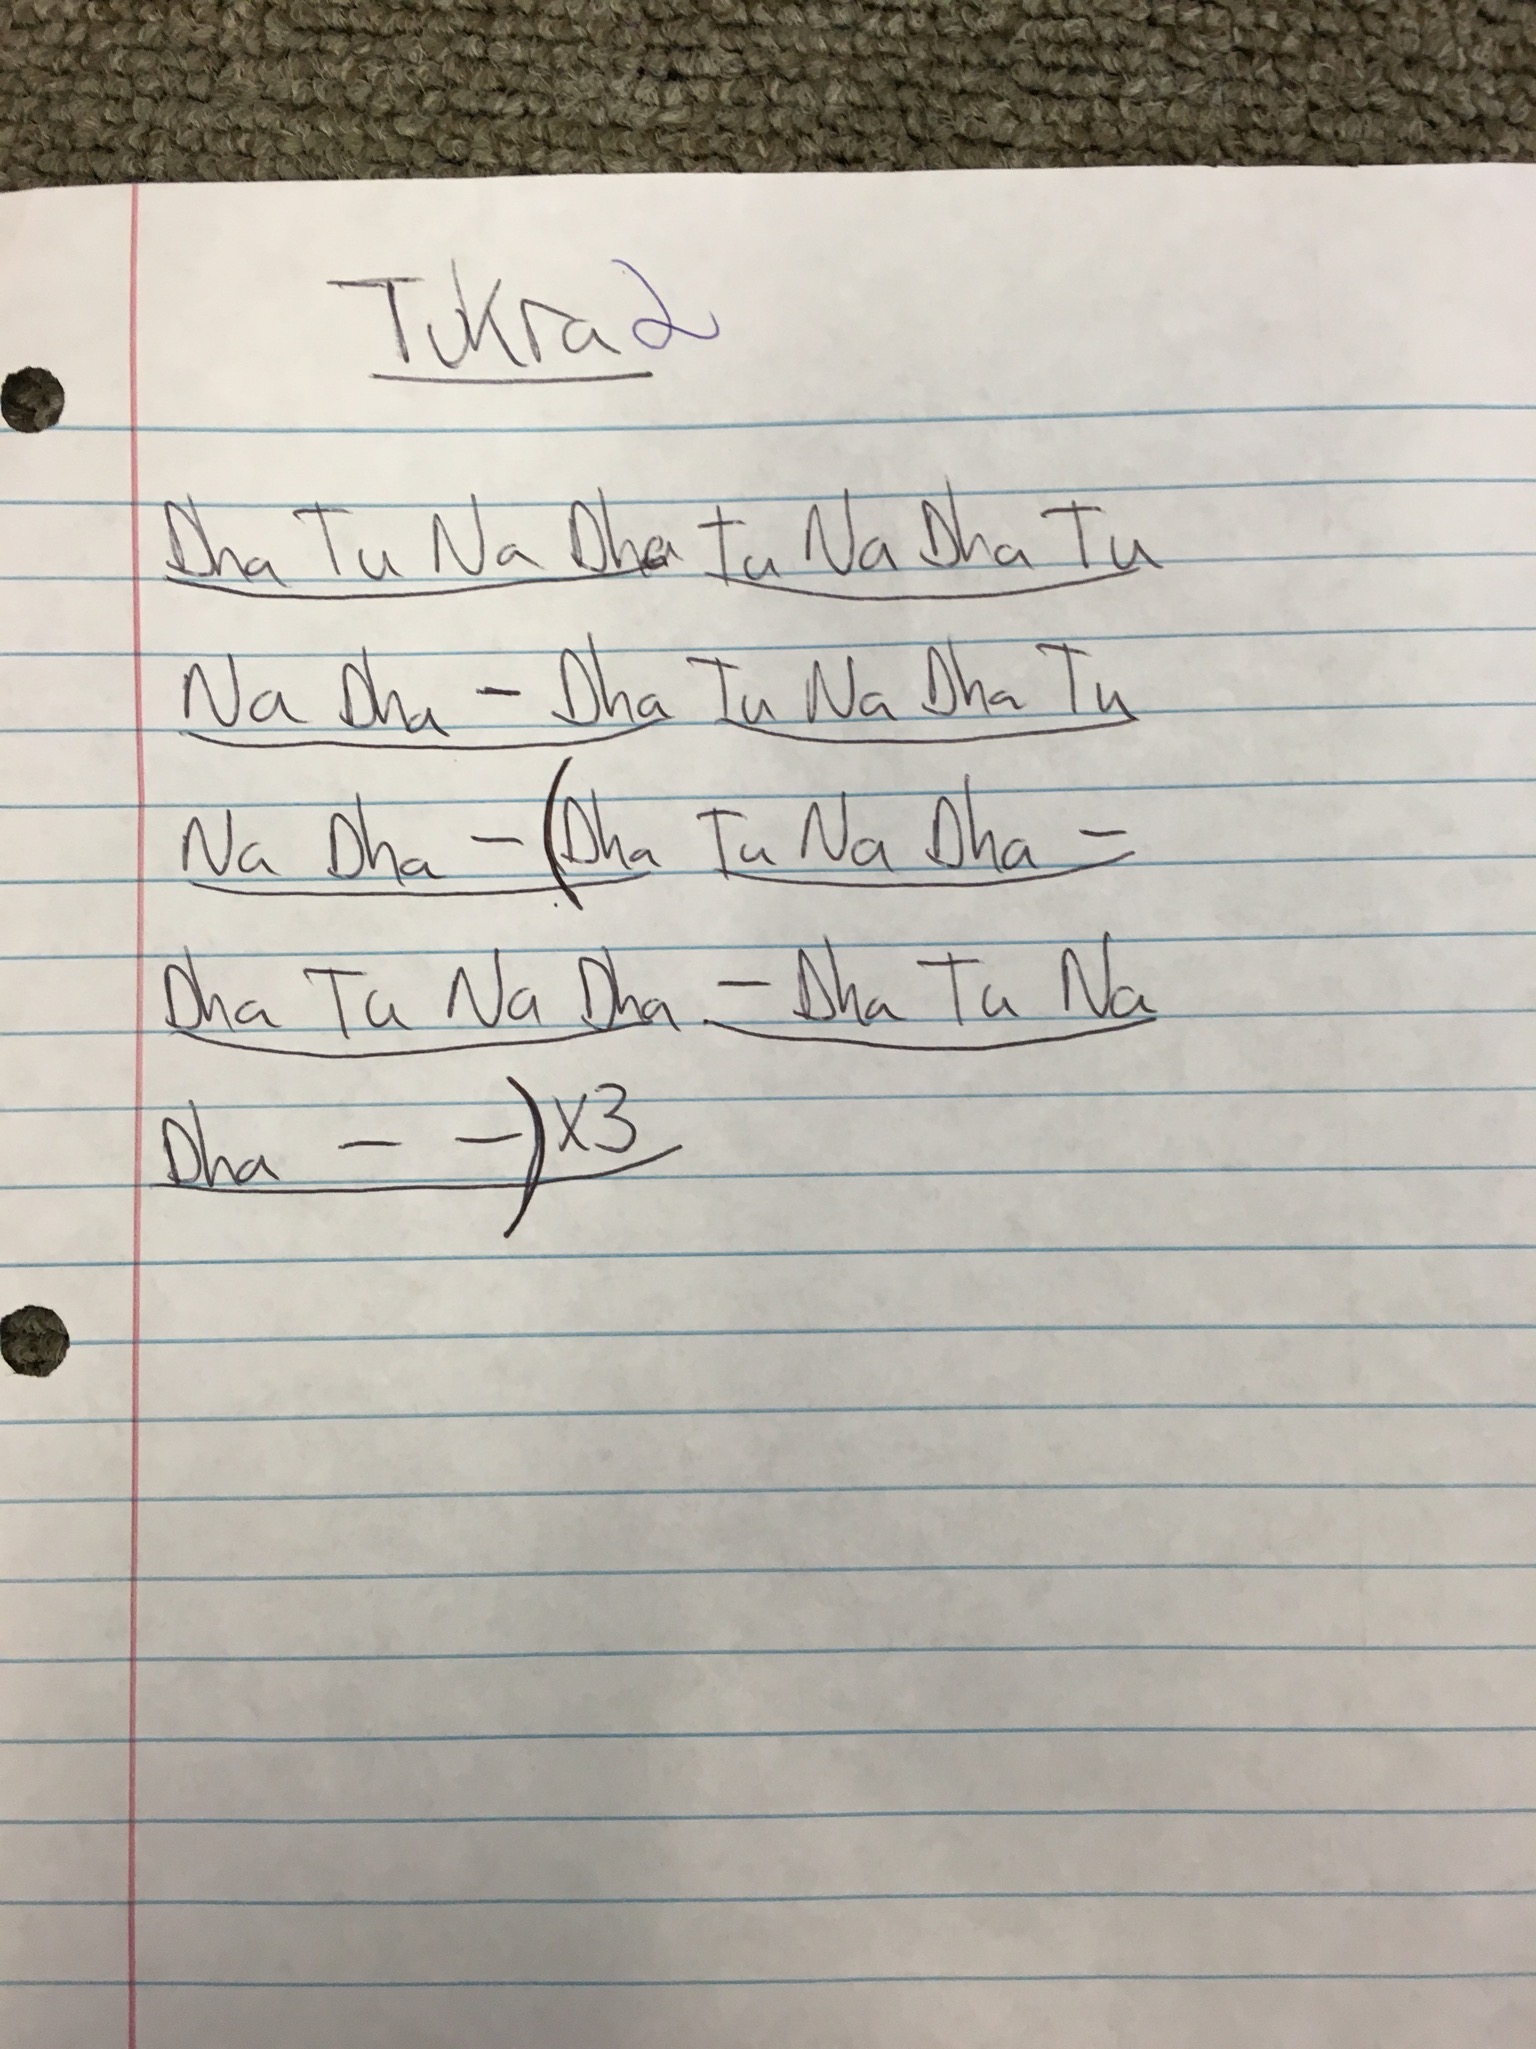 Tukra 2
Dha Tu Na Dha Tu Na Dha Tu
Na Dha - Dha Tu Na Dha Tu
Na Dha - (Dha Tu Na Dha -
Dha Tu Na Dha - Dha Tu Na
Dha - -) x3